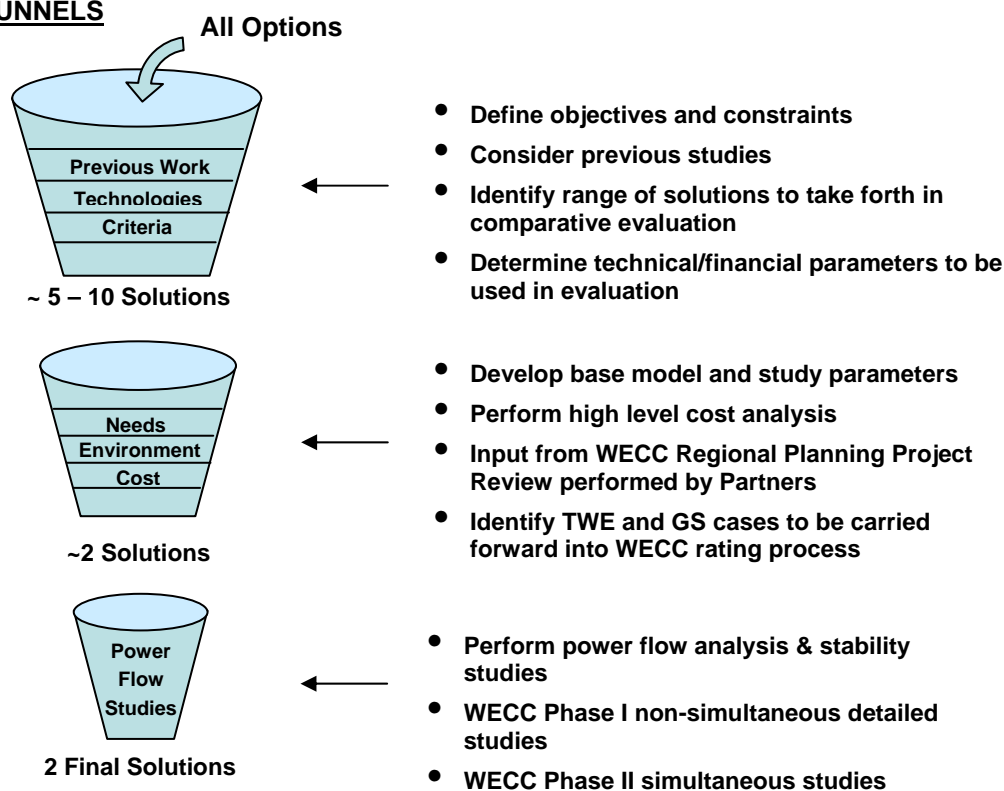 UNNELS
All Options
Previous Work
Technologies
Criteria
~ 5 – 10 Solutions
• Define objectives and constraints
• Consider previous studies
• Identify range of solutions to take forth in
comparative evaluation
• Determine technical/financial parameters to be
used in evaluation
Needs
Environment
Cost
~2 Solutions
• Develop base model and study parameters
• Perform high level cost analysis
• Input from WECC Regional Planning Project
Review performed by Partners
• Identify TWE and GS cases to be carried
forward into WECC rating process
Power
Flow
Studies
2 Final Solutions
• Perform power flow analysis & stability
studies
• WECC Phase I non-simultaneous detailed
studies
• WECC Phase II simultaneous studies